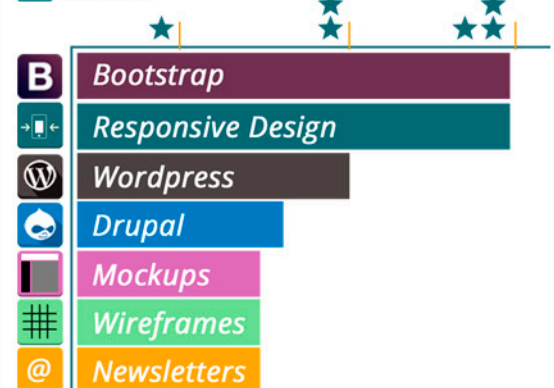 B
Bootstrap
Responsive Design
W
Wordpress
Drupal
Mockups
Wireframes
@
Newsletters